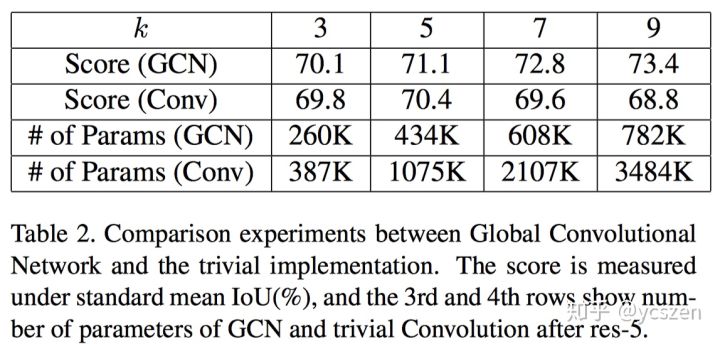 k 3 5 7 9
Score (GCN) 70.1 71.1 72.8 73.4
Score (Conv) 69.8 70.4 69.6 68.8
# of Params (GCN) 260K 434K 608K 782K
# of Params (Conv) 387K 1075K 2107K 3484K
Table 2. Comparison experiments between Global Convolutional
Network and the trivial implementation. The score is measured
under standard mean IoU(%), and the 3rd and 4th rows show num-
ber of parameters of GCN and trivial Convolution after res-5.
知乎 @ycszen